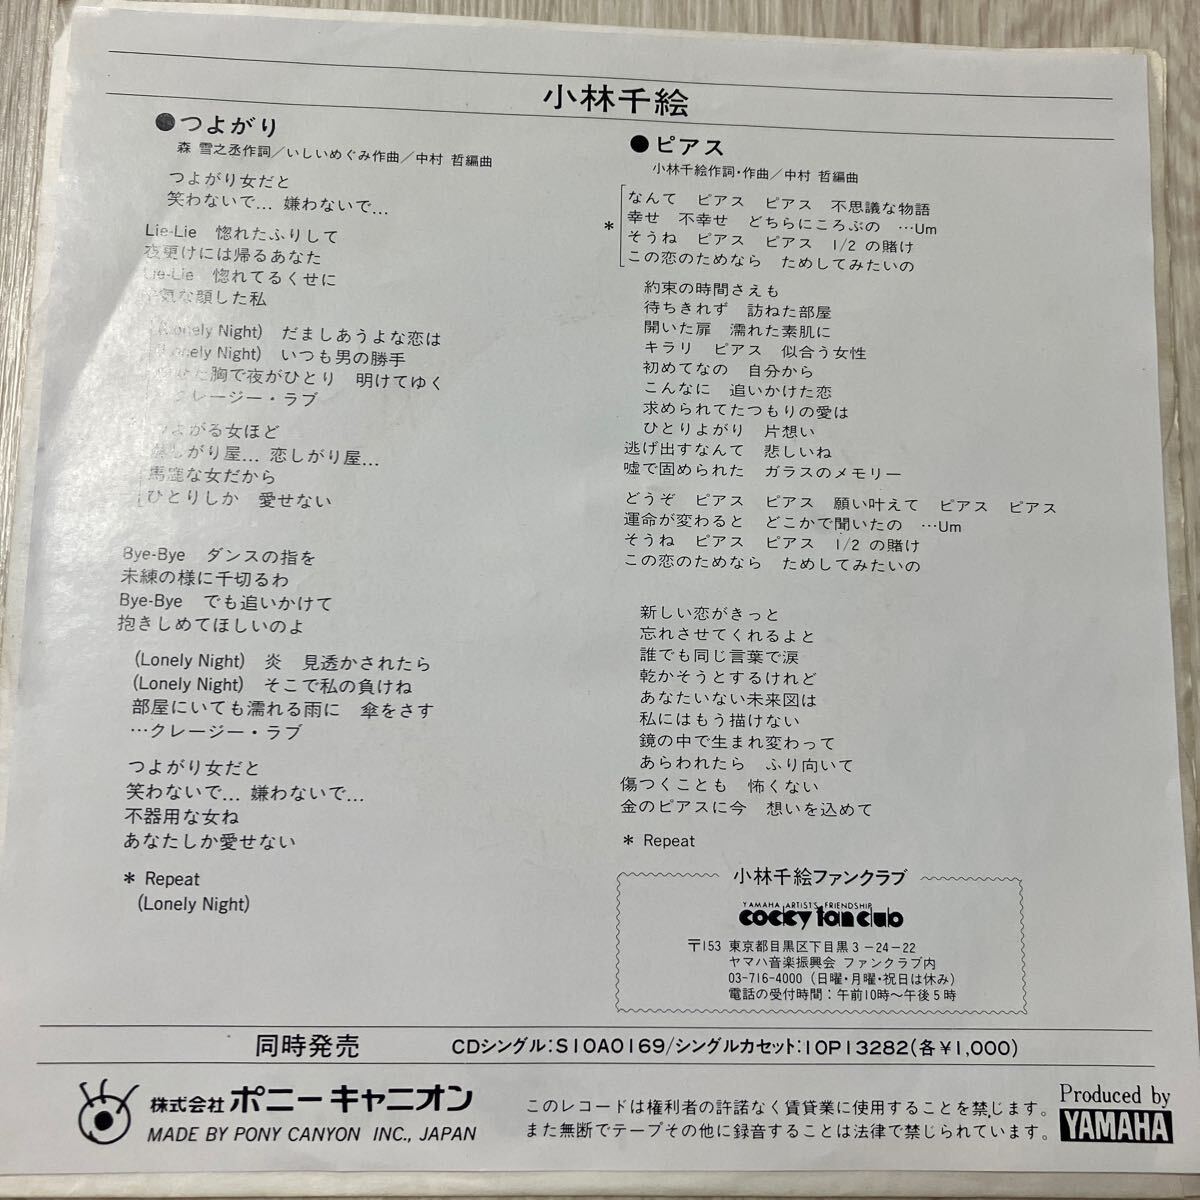 小林千絵
●つよがり
森 雪之丞作詞／いしいめぐみ作曲／中村 哲編曲
つよがり女だと
笑わないで… 嫌わないで…
Lie-Lie 惚れたふりして
夜更けには帰るあなた
Lie-Lie 惚れてるくせに
気な顔した私
(Lonely Night) だましあうよな恋は
(Lonely Night) いつも男の勝手
た胸で夜がひとり 明けてゆく
クレージー・ラブ
つよがる女ほど
しがり屋… 恋しがり屋…
馬鹿な女だから
ひとりしか 愛せない
Bye-Bye ダンスの指を
未練の様に千切るわ
Bye-Bye でも追いかけて
抱きしめてほしいのよ
(Lonely Night) 炎 見透かされたら
(Lonely Night) そこで私の負けね
部屋にいても濡れる雨に 傘をさす
…クレージー・ラブ
つよがり女だと
笑わないで… 嫌わないで…
不器用な女ね
あなたしか愛せない
＊ Repeat
(Lonely Night)
●ピアス
小林千絵作詞・作曲／中村 哲編曲
なんて ピアス ピアス 不思議な物語
幸せ 不幸せ どちらにころぶの …Um
＊
そうね ピアス ピアス 1/2 の賭け
この恋のためなら ためしてみたいの
約束の時間さえも
待ちきれず 訪ねた部屋
開いた扉 濡れた素肌に
キラリ ピアス 似合う女性
初めてなの 自分から
こんなに 追いかけた恋
求められてたつもりの愛は
ひとりよがり 片想い
逃げ出すなんて 悲しいね
嘘で固められた ガラスのメモリー
どうぞ ピアス ピアス 願い叶えて ピアス ピアス
運命が変わると どこかで聞いたの …Um
そうね ピアス ピアス 1/2 の賭け
この恋のためなら ためしてみたいの
新しい恋がきっと
忘れさせてくれるよと
誰でも同じ言葉で涙
乾かそうとするけれど
あなたいない未来図は
私にはもう描けない
鏡の中で生まれ変わって
あらわれたら ふり向いて
傷つくことも 怖くない
金のピアスに今 想いを込めて
＊ Repeat
小林千絵ファンクラブ
YAMAHA ARTIST'S FRIENDSHIP
cocky fan club
〒153 東京都目黒区下目黒3－24－22
ヤマハ音楽振興会 ファンクラブ内
03-716-4000（日曜・月曜・祝日は休み）
電話の受付時間：午前10時～午後5時
同時発売 CDシングル：S10A0169/シングルカセット：10P13282(各￥1,000)
株式会社 ポニーキャニオン
MADE BY PONY CANYON INC., JAPAN
このレコードは権利者の許諾なく賃貸業に使用することを禁じます。
また無断でテープその他に録音することは法律で禁じられています。
Produced by
YAMAHA